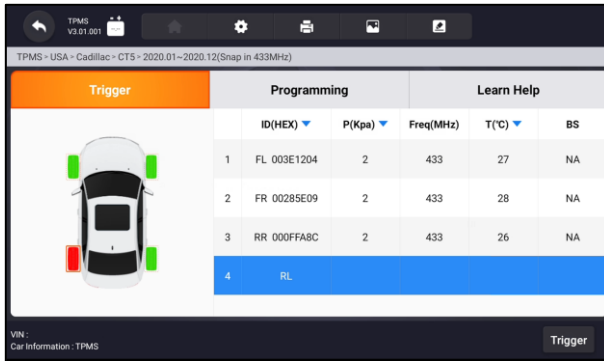 TPMS
V3.01.001
TPMS > USA > Cadillac > CT5 > 2020.01~2020.12(Snap in 433MHz)
Trigger Programming Learn Help
ID(HEX) P(Kpa) Freq(MHz) T(℃) BS
1 FL 003E1204 2 433 27 NA
2 FR 00285E09 2 433 28 NA
3 RR 000FFA8C 2 433 26 NA
4 RL
VIN :
Car Information : TPMS
Trigger